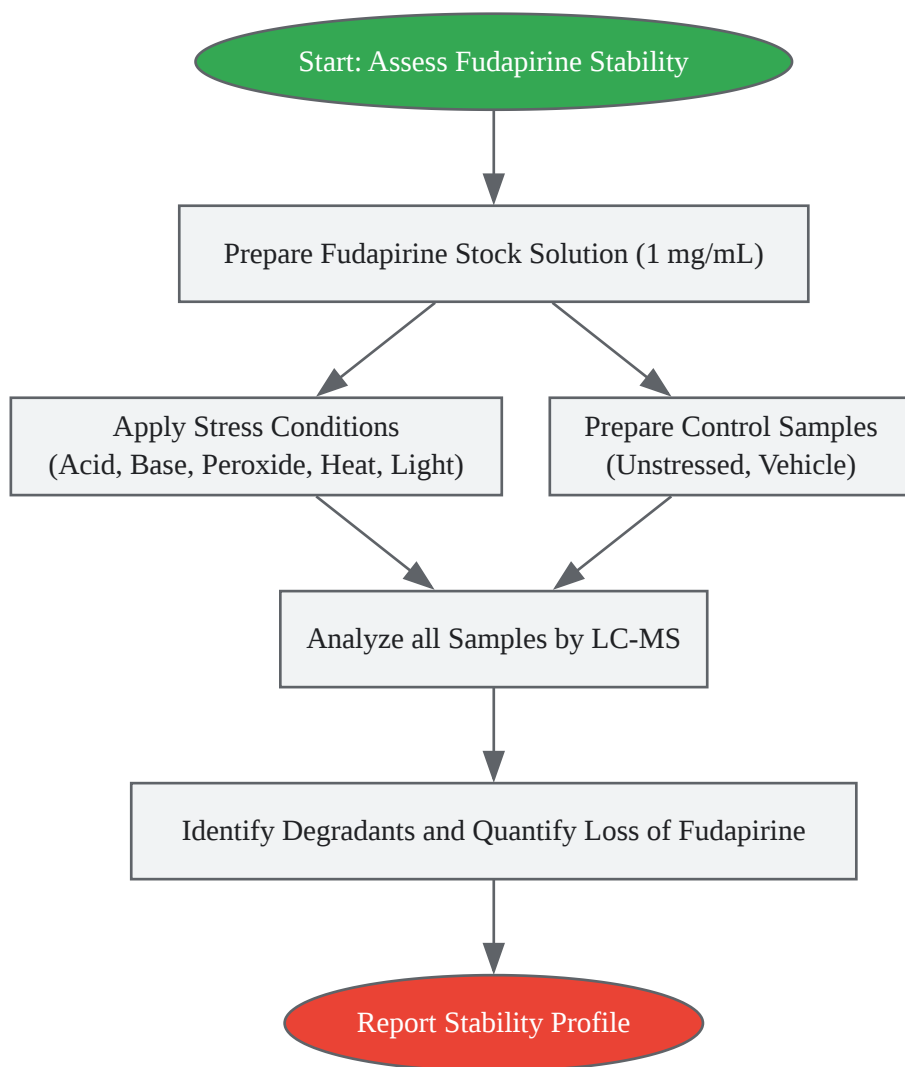 Start: Assess Fudapirine Stability
Prepare Fudapirine Stock Solution (1 mg/mL)
Apply Stress Conditions
(Acid, Base, Peroxide, Heat, Light)
Prepare Control Samples
(Unstressed, Vehicle)
Analyze all Samples by LC-MS
Identify Degradants and Quantify Loss of Fudapirine
Report Stability Profile